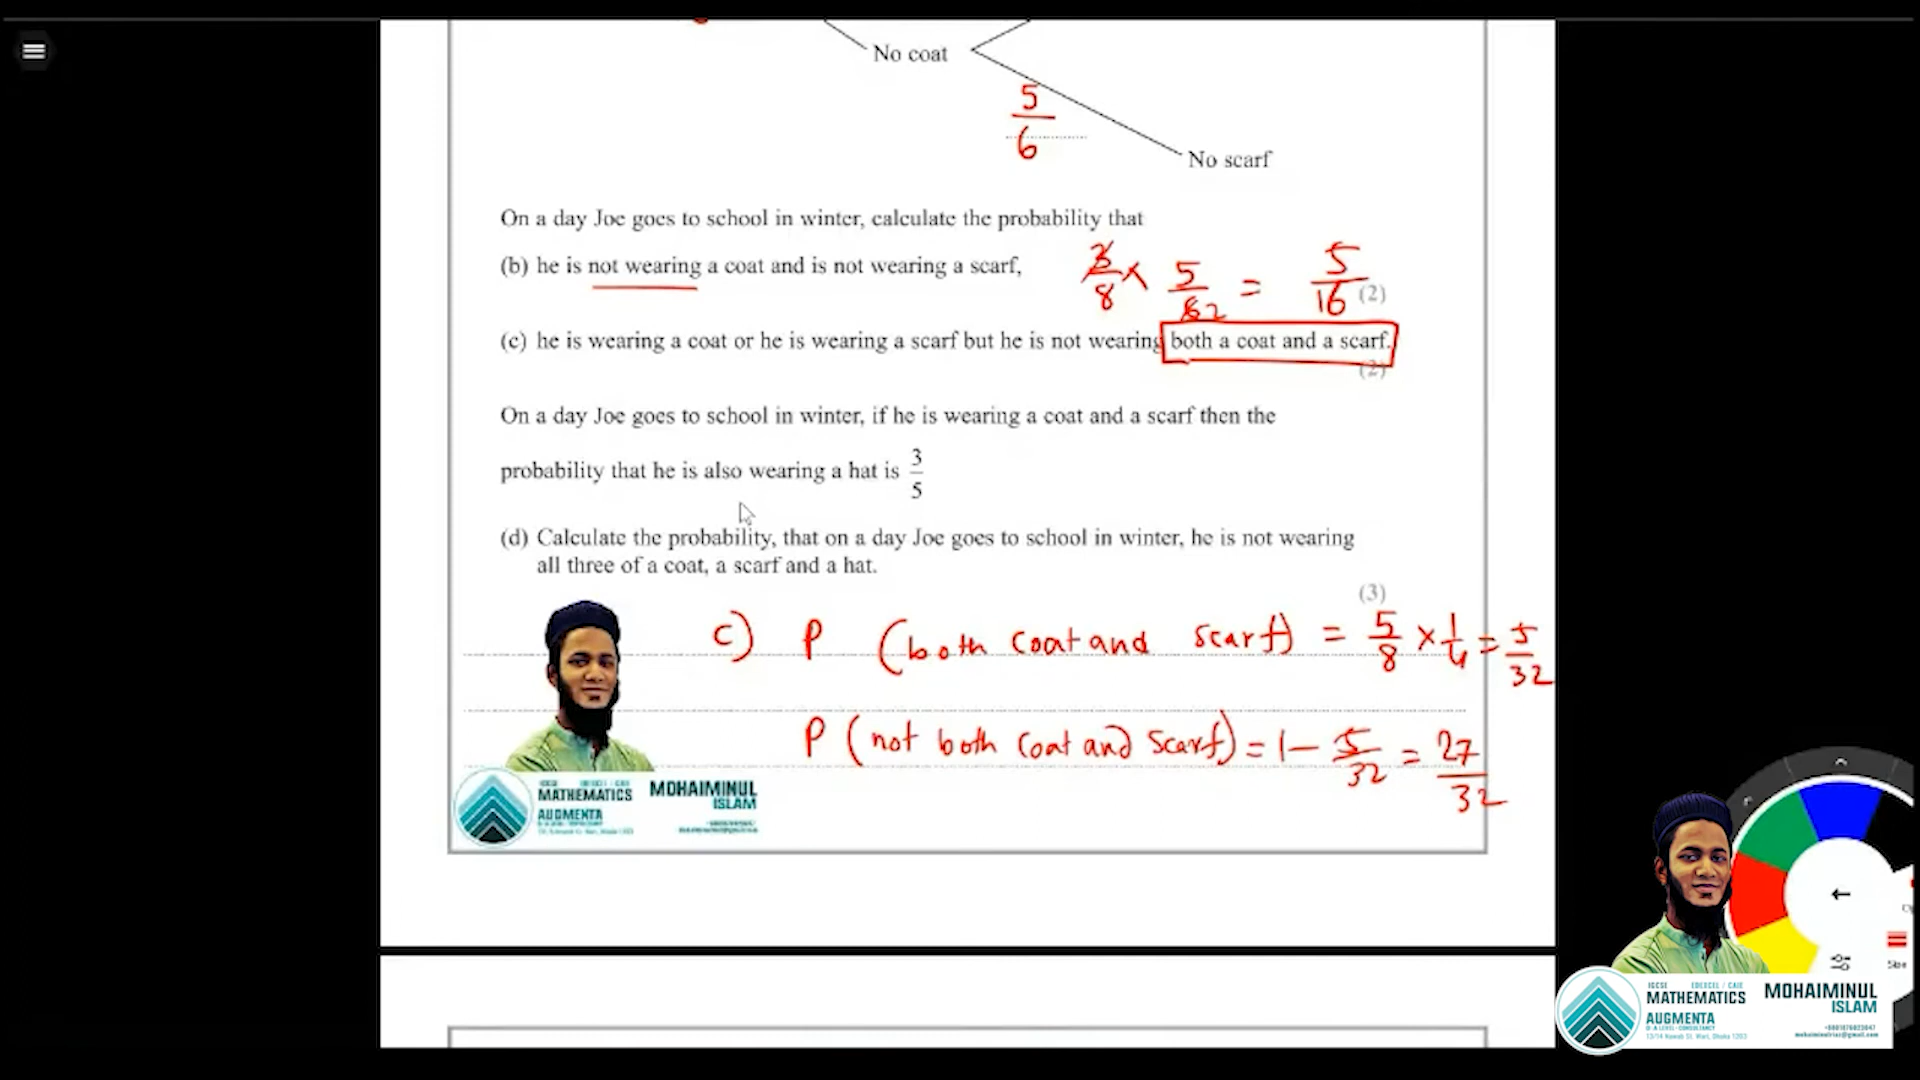 No coat
5/6
No scarf
On a day Joe goes to school in winter, calculate the probability that
(b) he is not wearing a coat and is not wearing a scarf,
3/8 × 5/6 2 = 5/16
(2)
(c) he is wearing a coat or he is wearing a scarf but he is not wearing both a coat and a scarf.
(2)
On a day Joe goes to school in winter, if he is wearing a coat and a scarf then the
probability that he is also wearing a hat is 3/5
(d) Calculate the probability, that on a day Joe goes to school in winter, he is not wearing
all three of a coat, a scarf and a hat.
(3)
c) P (both coat and scarf) = 5/8 × 1/4 = 5/32
P (not both coat and scarf) = 1 - 5/32 = 27/32
MATHEMATICS
AUGMENTA
MOHAIMINUL
ISLAM
IGCSE EDEXCEL / CAIE
MATHEMATICS
AUGMENTA
O/A LEVEL - CONSULTANCY
MOHAIMINUL
ISLAM
Size